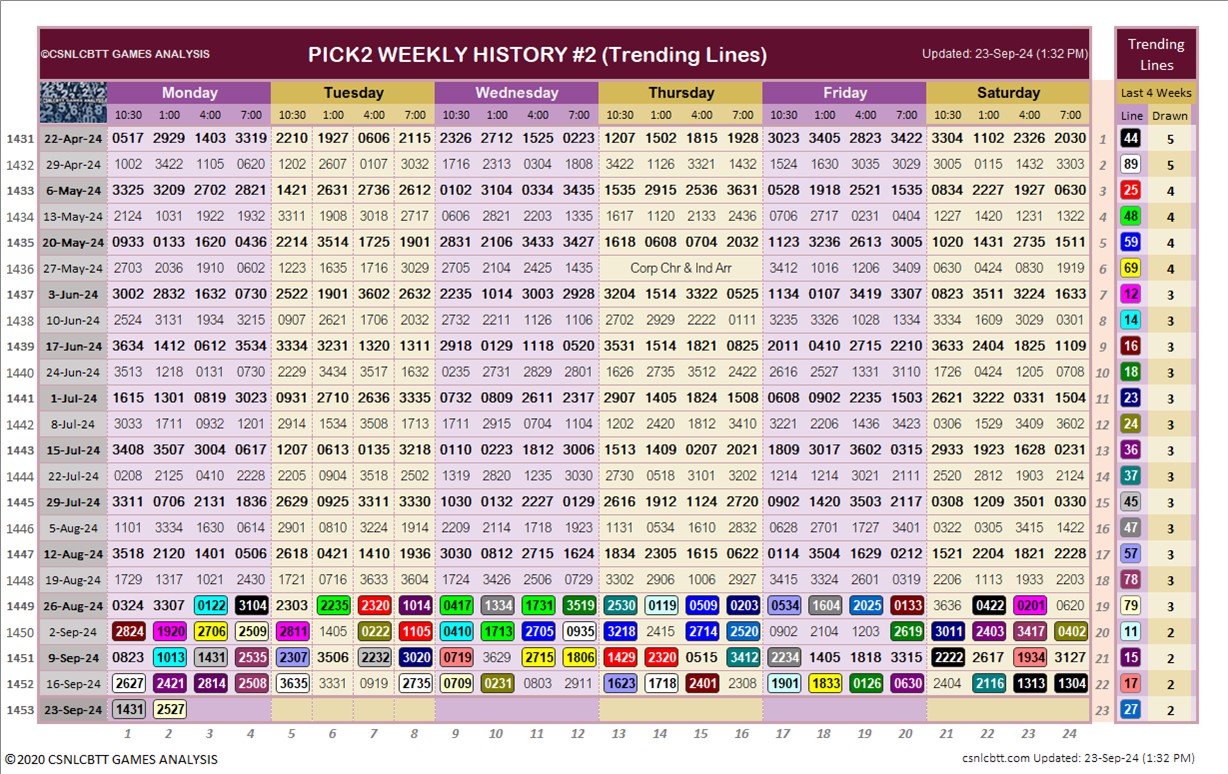 ©CSNLCBTT GAMES ANALYSIS PICK2 WEEKLY HISTORY #2 (Trending Lines) Updated: 23-Sep-24 (1:32 PM) Trending Lines
Monday Tuesday Wednesday Thursday Friday Saturday Last 4 Weeks
10:30 1:00 4:00 7:00 10:30 1:00 4:00 8:00 10:30 1:00 4:00 7:00 10:30 1:00 4:00 7:00 10:30 1:00 4:00 7:00 10:30 1:00 4:00 7:00 Line Drawn
1431 22-Apr-24 0517 2929 1403 3319 2210 1927 0606 2115 2326 2712 1525 0223 1207 1502 1815 1928 3023 3405 2823 3422 3304 1102 2326 2030 1 44 5
1432 29-Apr-24 1002 3422 1105 0620 1202 2607 0107 3032 1716 2313 0304 1808 3422 1126 3321 1432 1524 1630 3035 3029 3005 0115 1432 3303 2 89 5
1433 6-May-24 3325 3209 2702 2821 1421 2631 2736 2612 0102 3104 0334 3435 1535 2915 2536 3631 0528 1918 2521 1535 0834 2227 1927 0630 3 25 4
1434 13-May-24 2124 1031 1922 1932 3311 1908 3018 2717 0606 2821 2203 1335 1617 1120 2133 2436 0706 2717 0231 0404 1227 1420 1231 1322 4 48 4
1435 20-May-24 0933 0133 1620 0436 2214 3514 1725 1901 2831 2106 3433 3427 1618 0608 0704 2032 1123 3236 2613 3005 1020 1431 2735 1511 5 59 4
1436 27-May-24 2703 2036 1910 0602 1223 1635 1716 3029 2705 2104 2425 1435 Corp Chr & Ind Arr 3412 1016 1206 3409 0630 0424 0830 1919 6 69 4
1437 3-Jun-24 3002 2832 1632 0730 2522 1901 3602 2632 2235 1014 3003 2928 3204 1514 3322 0525 1134 0107 3419 3307 0823 3511 3224 1633 7 12 3
1438 10-Jun-24 2524 3131 1934 3215 0907 2621 1706 2032 2732 2211 1126 1106 2702 2929 2222 0111 3235 3326 1028 1334 3334 1609 3029 0301 8 14 3
1439 17-Jun-24 3634 1412 0612 3534 3334 3231 1320 1311 2918 0129 1118 0520 3531 1514 1821 0825 2011 0410 2715 2210 3633 2404 1825 1109 9 16 3
1440 24-Jun-24 3513 1218 0131 0730 2229 3434 3517 1632 0235 2731 2829 2801 1626 2735 3512 2422 2616 2527 1331 3110 1726 0424 1205 0708 10 18 3
1441 1-Jul-24 1615 1301 0819 3023 0931 2710 2636 3335 0732 0809 2611 2317 2907 1405 1824 1508 0608 0902 2235 1503 2621 3222 0331 1504 11 23 3
1442 8-Jul-24 3033 1711 0932 1201 2914 1534 3508 1713 1711 2918 0704 1104 1202 2420 1812 3410 3221 2206 1436 3423 0306 1529 3409 3602 12 24 3
1443 15-Jul-24 3408 3507 3004 0617 1207 0613 0135 3213 0110 0223 1812 3006 1513 1409 0207 2021 1809 3017 3602 0315 2933 1923 1628 0231 13 36 3
1444 22-Jul-24 0208 2125 0410 2228 2205 0904 3518 2502 1319 2820 1235 3030 2730 0518 3101 3202 1214 1214 3021 2111 2520 2812 1903 2124 14 37 3
1445 29-Jul-24 3311 0706 2131 1836 2629 0925 3311 3330 1030 0132 2227 0129 2616 1912 1124 2720 0902 1420 3503 2117 0308 1209 3501 0330 15 45 3
1446 5-Aug-24 1101 3334 1630 0614 2901 0810 3224 1914 2209 2114 1718 1923 1131 0534 1610 2832 0628 2701 1727 3401 0322 0305 3415 1422 16 47 3
1447 12-Aug-24 3518 2120 1401 0506 2618 0421 1410 1936 3030 0812 2715 1624 1834 2305 1615 0622 0114 3504 1629 0212 1521 2204 1821 2228 17 57 3
1448 19-Aug-24 1729 1317 1021 2430 1721 0716 3633 3604 1724 3426 2506 0729 3302 2906 1006 2927 3415 3324 2201 0319 2206 1113 1933 2203 18 78 3
1449 26-Aug-24 0324 3307 0122 3104 2303 2235 2320 1014 0417 1334 1731 3519 2530 0119 0509 0203 0534 1604 2025 0133 3636 0422 0201 0620 19 79 3
1450 2-Sep-24 2824 1920 2706 2509 2811 1405 0222 1105 0410 1713 2705 0935 3218 2415 2714 2520 0902 2104 1203 2619 3011 2403 3417 0402 20 11 2
1451 9-Sep-24 0823 1013 1431 2535 2307 3506 2232 3020 0719 3629 2715 1806 1429 2320 0515 3412 2234 1405 1818 3315 2222 2617 1934 3127 21 15 2
1452 16-Sep-24 2627 2421 2814 2508 3635 3331 0919 2735 0709 0231 0803 2911 1623 1718 2401 2308 1901 1833 0126 0630 2404 2116 1313 1304 22 17 2
1453 23-Sep-24 1431 2527 23 27 2
1 2 3 4 5 6 7 8 9 10 11 12 13 14 15 16 17 18 19 20 21 22 23 24
©2020 CSNLCBTT GAMES ANALYSIS csnlcbtt.com Updated: 23-Sep-24 (1:32 PM)